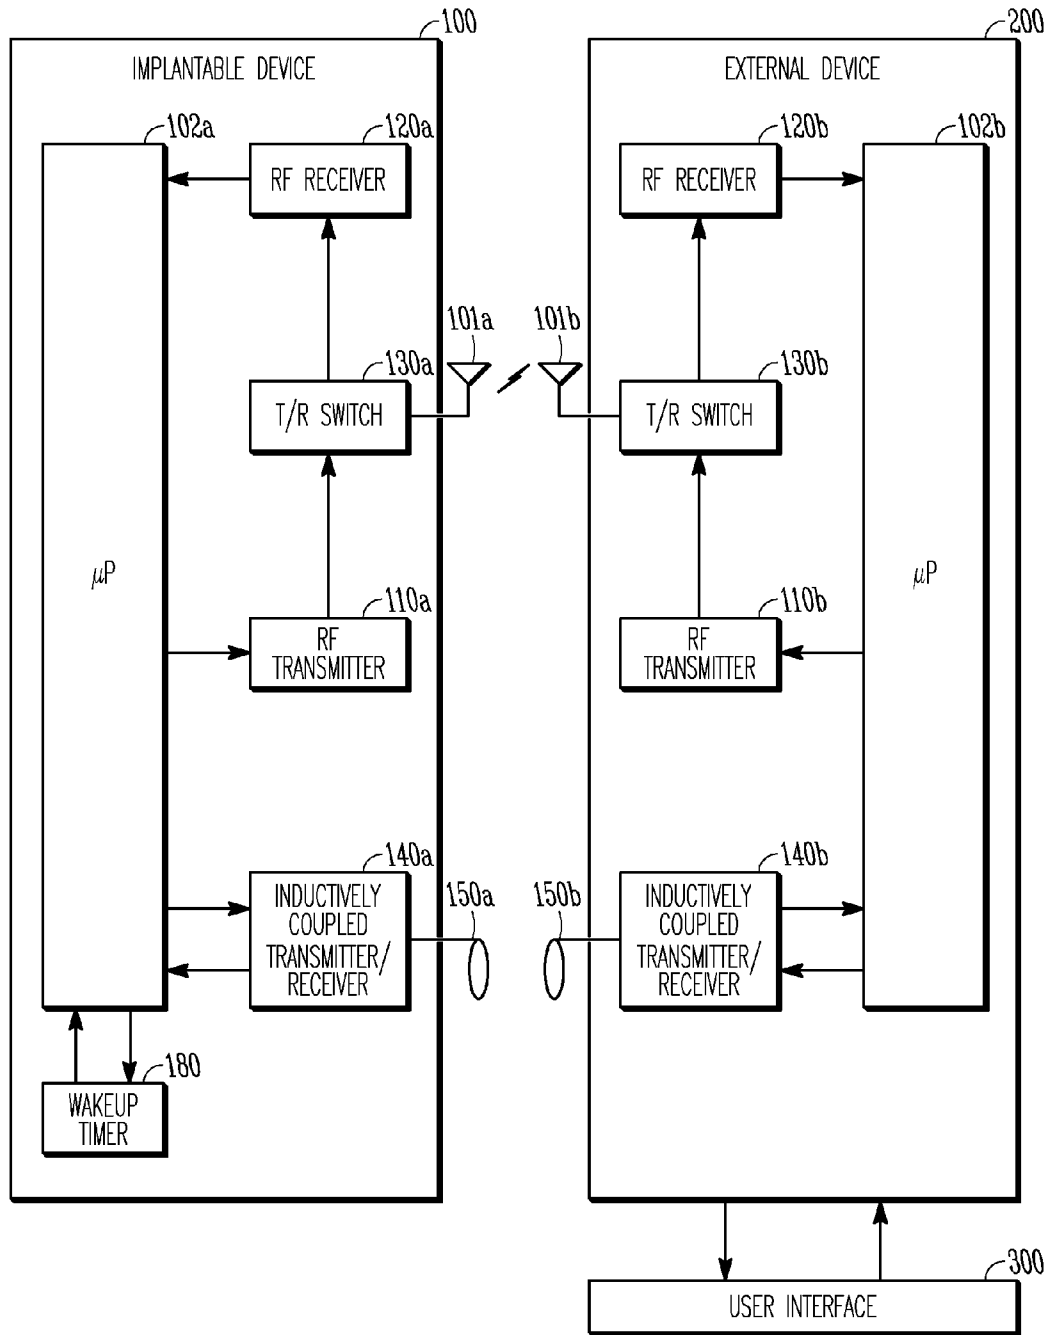 100
IMPLANTABLE DEVICE
102a
120a
RF RECEIVER
101a
130a
T/R SWITCH
μP
110a
RF
TRANSMITTER
140a
INDUCTIVELY
COUPLED
TRANSMITTER/
RECEIVER
150a
180
WAKEUP
TIMER
200
EXTERNAL DEVICE
120b
102b
RF RECEIVER
101b
130b
T/R SWITCH
μP
110b
RF
TRANSMITTER
140b
150b
INDUCTIVELY
COUPLED
TRANSMITTER/
RECEIVER
300
USER INTERFACE